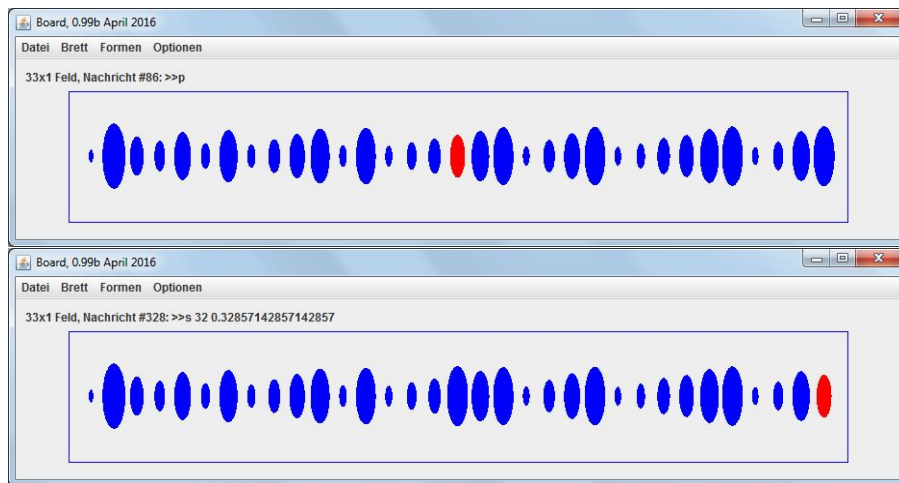 Board, 0.99b April 2016
Datei Brett Formen Optionen
33x1 Feld, Nachricht #86: >>p
Board, 0.99b April 2016
Datei Brett Formen Optionen
33x1 Feld, Nachricht #328: >>s 32 0.32857142857142857